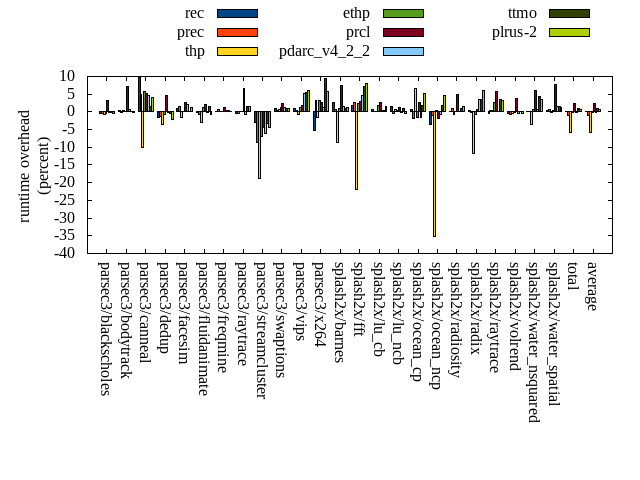 rec
ethp
ttmo
prec
prcl
plrus-2
thp
pdarc_v4_2_2
runtime overhead
(percent)
10
5
0
-5
-10
-15
-20
-25
-30
-35
-40
parsec3/blackscholes
parsec3/bodytrack
parsec3/canneal
parsec3/dedup
parsec3/facesim
parsec3/fluidanimate
parsec3/freqmine
parsec3/raytrace
parsec3/streamcluster
parsec3/swaptions
parsec3/vips
parsec3/x264
splash2x/barnes
splash2x/fft
splash2x/lu_cb
splash2x/lu_ncb
splash2x/ocean_cp
splash2x/ocean_ncp
splash2x/radiosity
splash2x/radix
splash2x/raytrace
splash2x/volrend
splash2x/water_nsquared
splash2x/water_spatial
total
average